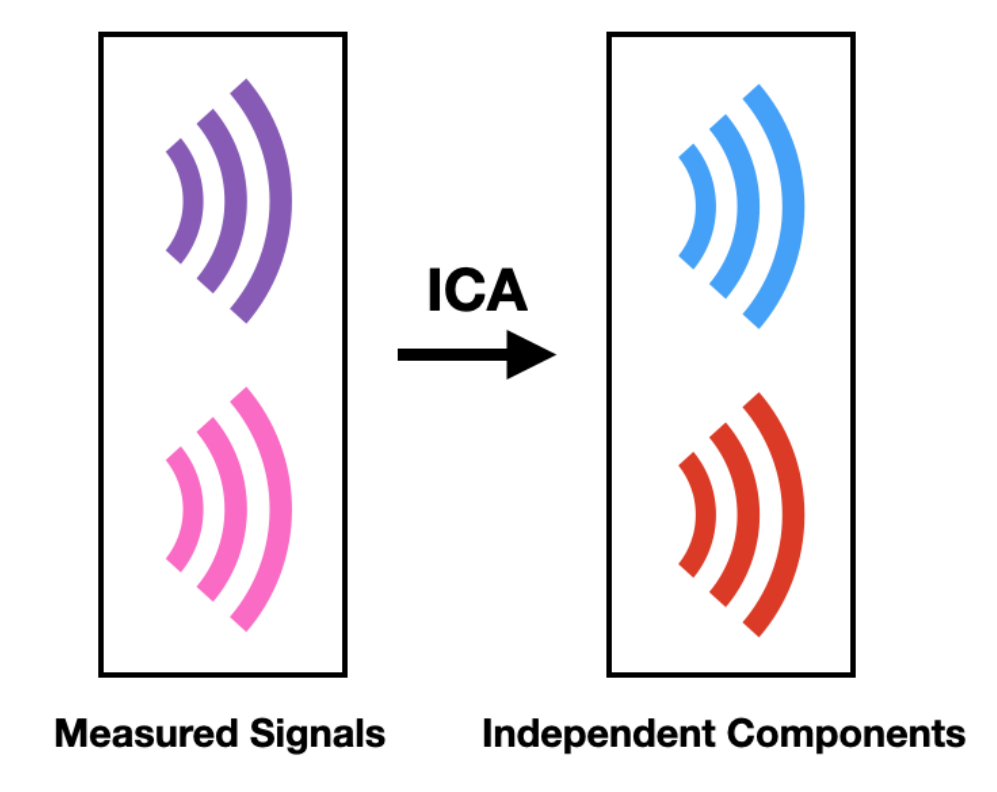 ICA
Measured Signals
Independent Components